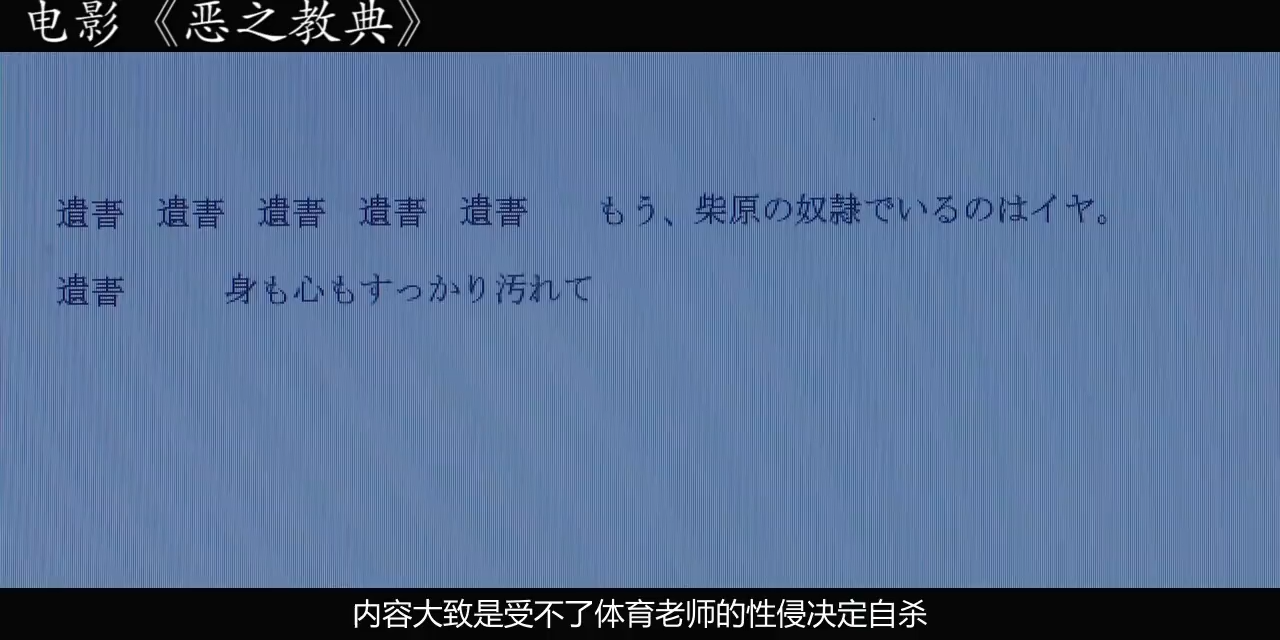 电影《恶之教典》
遺書　遺書　遺書　遺書　遺書　　もう、柴原の奴隷でいるのはイヤ。
遺書　　　身も心もすっかり汚れて
内容大致是受不了体育老师的性侵决定自杀